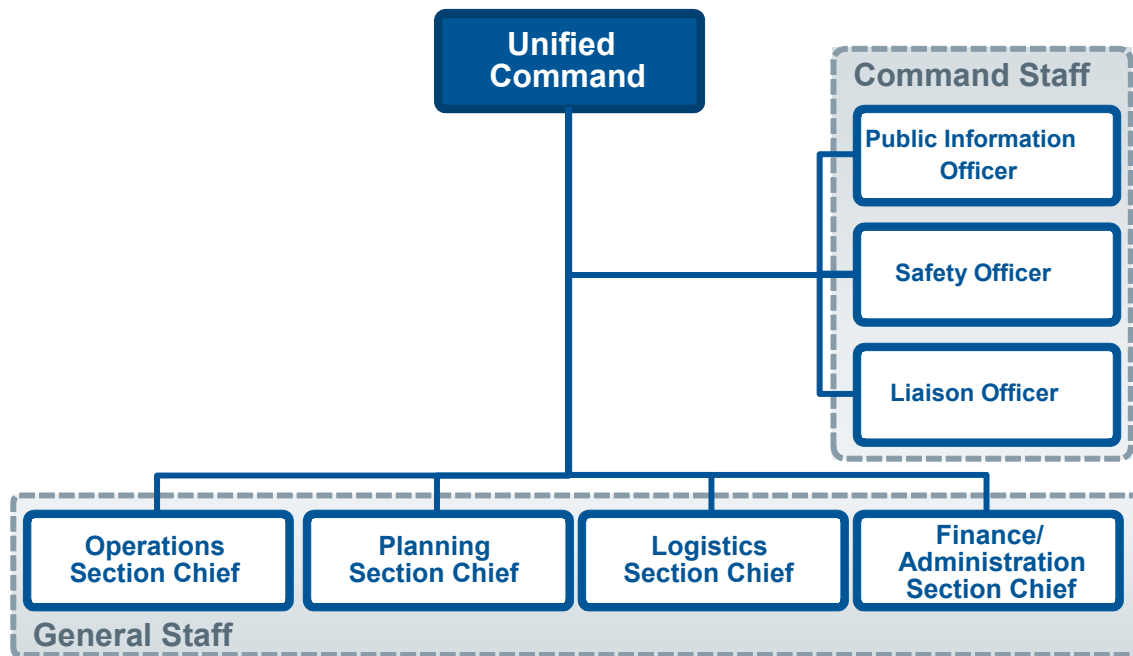 Unified
Command
Command Staff
Public Information
Officer
Safety Officer
Liaison Officer
Operations
Section Chief
Planning
Section Chief
Logistics
Section Chief
Finance/
Administration
Section Chief
General Staff